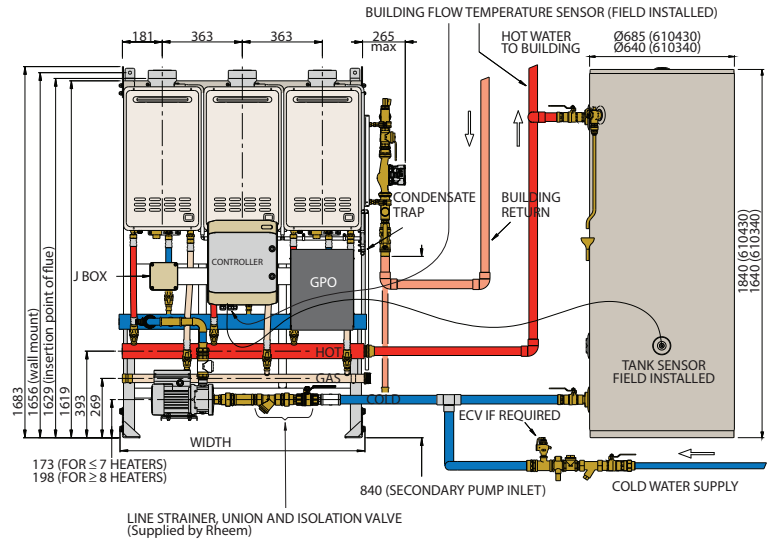 BUILDING FLOW TEMPERATURE SENSOR (FIELD INSTALLED)
181
363
363
265
max
HOT WATER
TO BUILDING
Ø685 (610430)
Ø640 (610340)
CONDENSATE
TRAP
BUILDING
RETURN
J BOX
CONTROLLER
GPO
HOT
GAS
COLD
TANK SENSOR
FIELD INSTALLED
1840 (610430)
1640 (610340)
1683
1656 (wall mount)
1629 (insertion point of flue)
1619
393
269
WIDTH
ECV IF REQUIRED
173 (FOR ≤ 7 HEATERS)
198 (FOR ≥ 8 HEATERS)
840 (SECONDARY PUMP INLET)
COLD WATER SUPPLY
LINE STRAINER, UNION AND ISOLATION VALVE
(Supplied by Rheem)